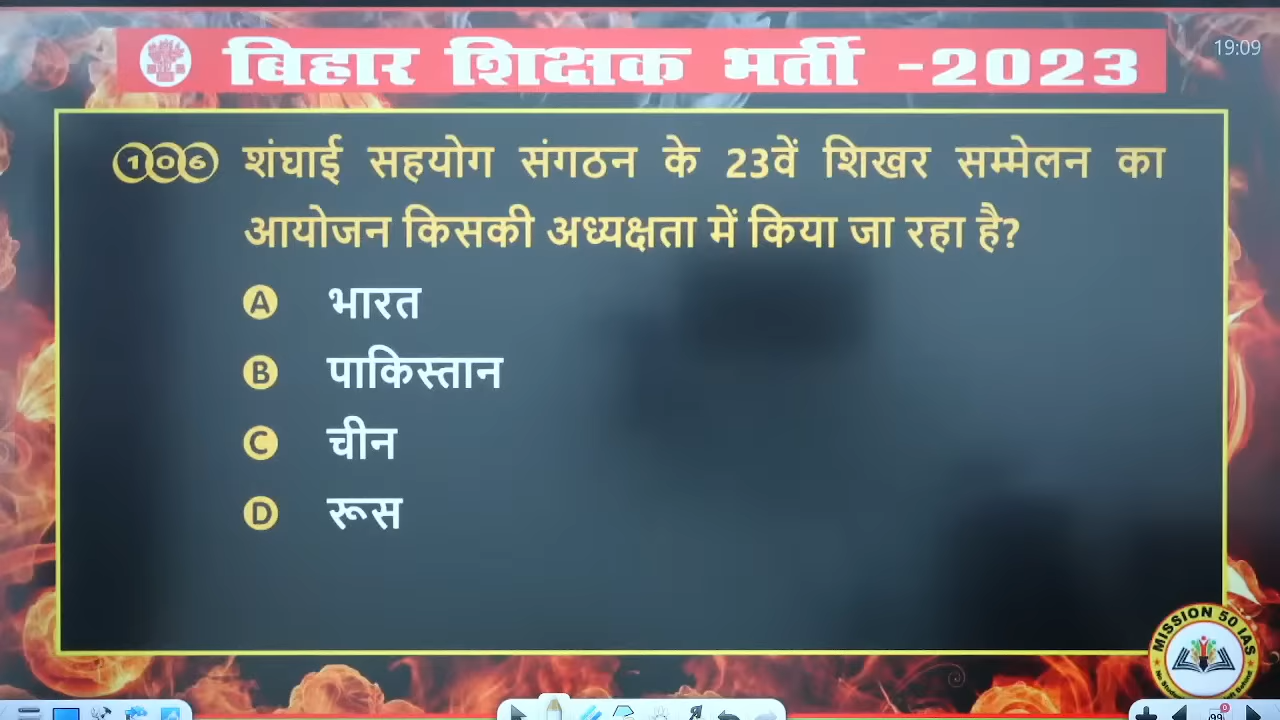 बिहार शिक्षक भर्ती -2023
19:09
106 शंघाई सहयोग संगठन के 23वें शिखर सम्मेलन का
आयोजन किसकी अध्यक्षता में किया जा रहा है?
A भारत
B पाकिस्तान
C चीन
D रूस
MISSION 50 IAS